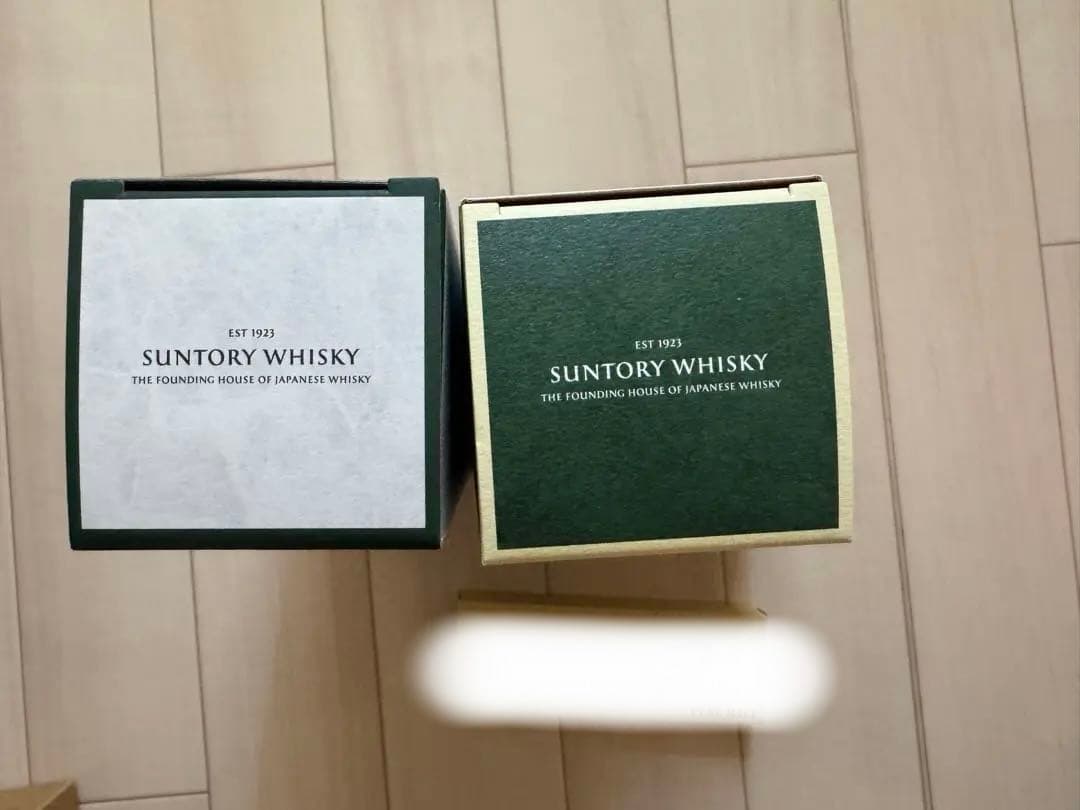 EST 1923
SUNTORY WHISKY
THE FOUNDING HOUSE OF JAPANESE WHISKY
EST 1923
SUNTORY WHISKY
THE FOUNDING HOUSE OF JAPANESE WHISKY